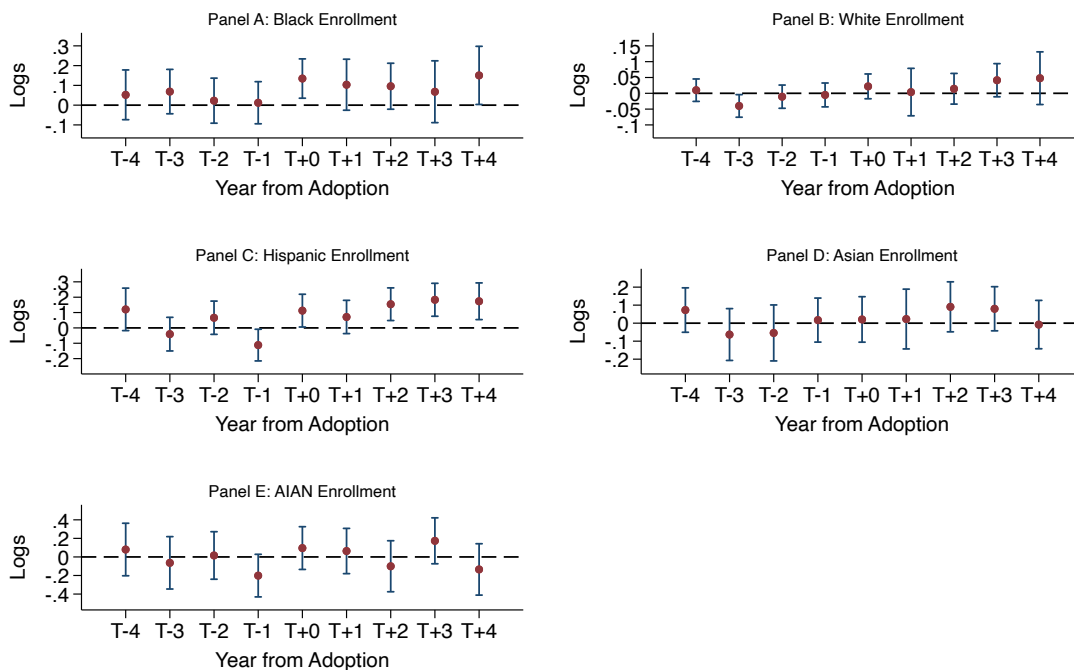 Panel A: Black Enrollment
Logs
.3
.2
.1
0
-.1
T-4 T-3 T-2 T-1 T+0 T+1 T+2 T+3 T+4
Year from Adoption
Panel B: White Enrollment
Logs
.15
.1
.05
0
-.05
-.1
T-4 T-3 T-2 T-1 T+0 T+1 T+2 T+3 T+4
Year from Adoption
Panel C: Hispanic Enrollment
Logs
.3
.2
.1
0
-.1
-.2
T-4 T-3 T-2 T-1 T+0 T+1 T+2 T+3 T+4
Year from Adoption
Panel D: Asian Enrollment
Logs
.2
.1
0
-.1
-.2
T-4 T-3 T-2 T-1 T+0 T+1 T+2 T+3 T+4
Year from Adoption
Panel E: AIAN Enrollment
Logs
.4
.2
0
-.2
-.4
T-4 T-3 T-2 T-1 T+0 T+1 T+2 T+3 T+4
Year from Adoption